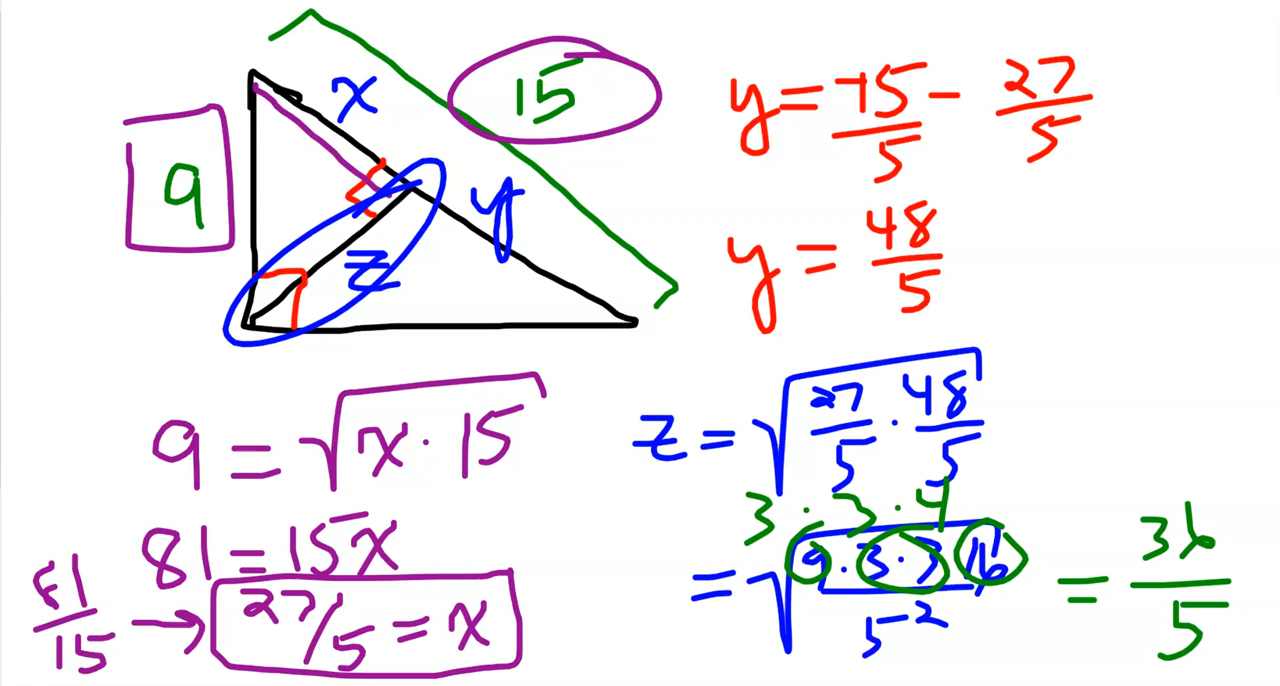 x
15
9
y
z
y = 75/5 - 27/5
y = 48/5
9 = √x · 15
81 = 15x
81/15 → 27/5 = x
z = √27/5 · 48/5
3 · 3 · 4
= √9 · 3 · 3 · 16/5² = 36/5